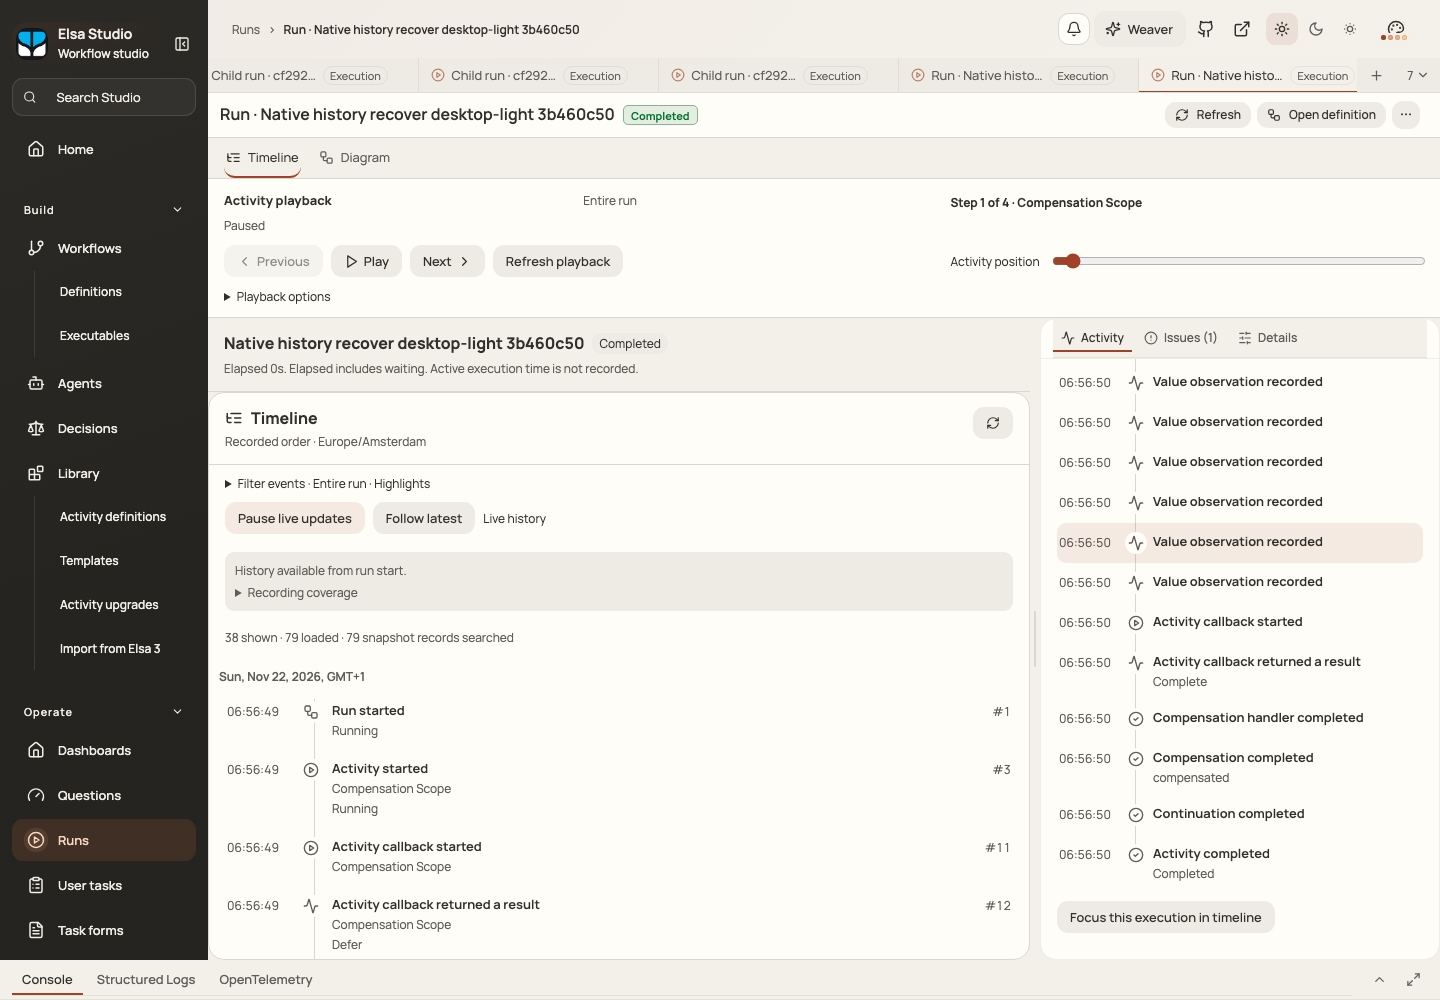 Elsa Studio
Workflow studio
Search Studio
Home
Build
Workflows
Definitions
Executables
Agents
Decisions
Library
Activity definitions
Templates
Activity upgrades
Import from Elsa 3
Operate
Dashboards
Questions
Runs
User tasks
Task forms
Runs › Run · Native history recover desktop-light 3b460c50
Weaver
Child run · cf292... Execution
Child run · cf292... Execution
Child run · cf292... Execution
Run · Native histo... Execution
Run · Native histo... Execution
7
Run · Native history recover desktop-light 3b460c50 Completed
Refresh
Open definition
Timeline
Diagram
Activity playback
Entire run
Step 1 of 4 · Compensation Scope
Paused
Previous
Play
Next
Refresh playback
Activity position
Playback options
Native history recover desktop-light 3b460c50 Completed
Elapsed 0s. Elapsed includes waiting. Active execution time is not recorded.
Timeline
Recorded order · Europe/Amsterdam
Filter events · Entire run · Highlights
Pause live updates
Follow latest
Live history
History available from run start.
Recording coverage
38 shown · 79 loaded · 79 snapshot records searched
Sun, Nov 22, 2026, GMT+1
06:56:49 Run started #1
Running
06:56:49 Activity started #3
Compensation Scope
Running
06:56:49 Activity callback started #11
Compensation Scope
06:56:49 Activity callback returned a result #12
Compensation Scope
Defer
Activity
Issues (1)
Details
06:56:50 Value observation recorded
06:56:50 Value observation recorded
06:56:50 Value observation recorded
06:56:50 Value observation recorded
06:56:50 Value observation recorded
06:56:50 Value observation recorded
06:56:50 Activity callback started
06:56:50 Activity callback returned a result
Complete
06:56:50 Compensation handler completed
06:56:50 Compensation completed
compensated
06:56:50 Continuation completed
06:56:50 Activity completed
Completed
Focus this execution in timeline
Console
Structured Logs
OpenTelemetry